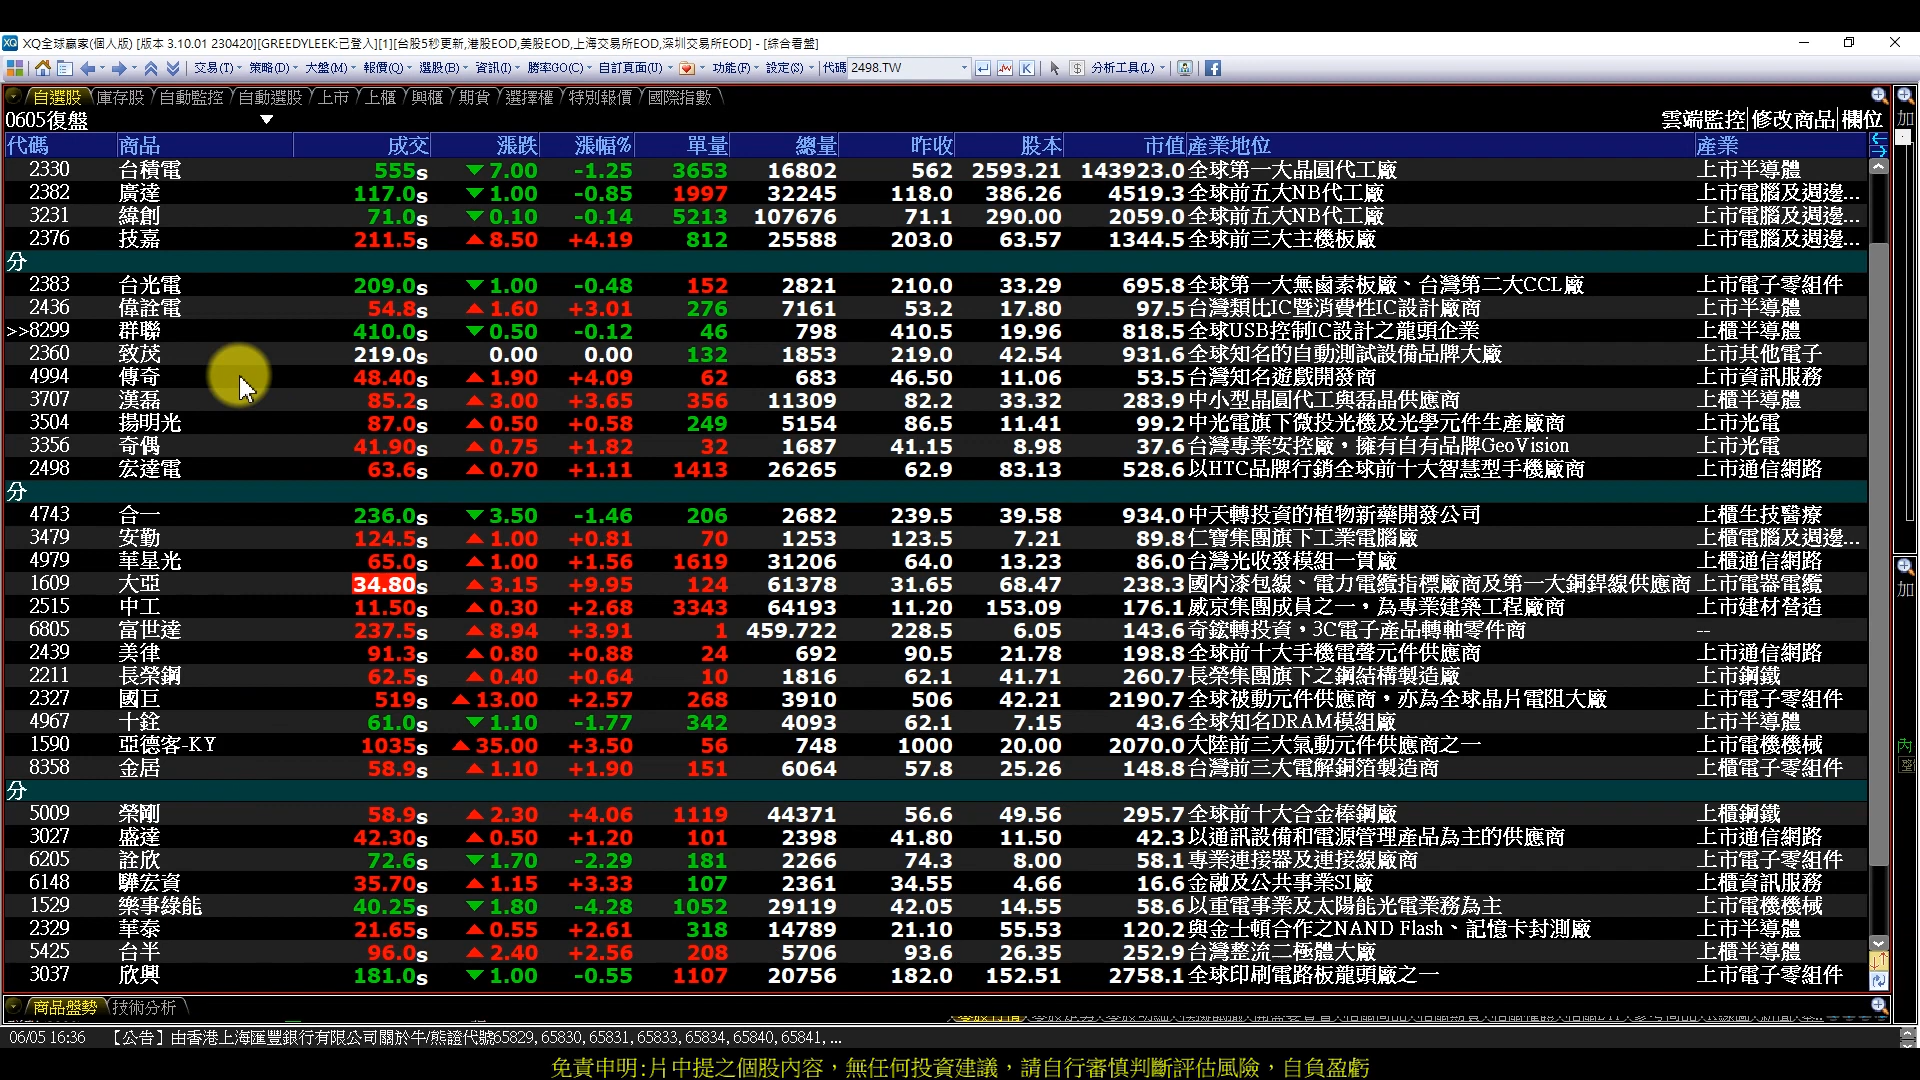 XQ全球贏家(個人版) [版本 3.10.01 230420][GREEDYLEEK:已登入][1][台股5秒更新,港股EOD,美股EOD,上海交易所EOD,深圳交易所EOD] - [綜合看盤]
交易(T) 策略(D) 大盤(M) 報價(Q) 選股(B) 資訊(I) 勝率GO(C) 自訂頁面(U) 功能(F) 設定(S) 代碼 2498.TW K $ 分析工具(L)
自選股 庫存股 自動監控 自動選股 上市 上櫃 興櫃 期貨 選擇權 特別報價 國際指數
0605復盤 雲端監控|修改商品|欄位
代碼 商品 成交 漲跌 漲幅% 單量 總量 昨收 股本 市值 產業地位 產業
2330 台積電 555s ▼7.00 -1.25 3653 16802 562 2593.21 143923.0 全球第一大晶圓代工廠 上市半導體
2382 廣達 117.0s ▼1.00 -0.85 1997 32245 118.0 386.26 4519.3 全球前五大NB代工廠 上市電腦及週邊...
3231 緯創 71.0s ▼0.10 -0.14 5213 107676 71.1 290.00 2059.0 全球前五大NB代工廠 上市電腦及週邊...
2376 技嘉 211.5s ▲8.50 +4.19 812 25588 203.0 63.57 1344.5 全球前三大主機板廠 上市電腦及週邊...
分
2383 台光電 209.0s ▼1.00 -0.48 152 2821 210.0 33.29 695.8 全球第一大無鹵素板廠、台灣第二大CCL廠 上市電子零組件
2436 偉詮電 54.8s ▲1.60 +3.01 276 7161 53.2 17.80 97.5 台灣類比IC暨消費性IC設計廠商 上市半導體
>>8299 群聯 410.0s ▼0.50 -0.12 46 798 410.5 19.96 818.5 全球USB控制IC設計之龍頭企業 上櫃半導體
2360 致茂 219.0s 0.00 0.00 132 1853 219.0 42.54 931.6 全球知名的自動測試設備品牌大廠 上市其他電子
4994 傳奇 48.40s ▲1.90 +4.09 62 683 46.50 11.06 53.5 台灣知名遊戲開發商 上市資訊服務
3707 漢磊 85.2s ▲3.00 +3.65 356 11309 82.2 33.32 283.9 中小型晶圓代工與磊晶供應商 上櫃半導體
3504 揚明光 87.0s ▲0.50 +0.58 249 5154 86.5 11.41 99.2 中光電旗下微投光機及光學元件生產廠商 上市光電
3356 奇偶 41.90s ▲0.75 +1.82 32 1687 41.15 8.98 37.6 台灣專業安控廠，擁有自有品牌GeoVision 上市光電
2498 宏達電 63.6s ▲0.70 +1.11 1413 26265 62.9 83.13 528.6 以HTC品牌行銷全球前十大智慧型手機廠商 上市通信網路
分
4743 合一 236.0s ▼3.50 -1.46 206 2682 239.5 39.58 934.0 中天轉投資的植物新藥開發公司 上櫃生技醫療
3479 安勤 124.5s ▲1.00 +0.81 70 1253 123.5 7.21 89.8 仁寶集團旗下工業電腦廠 上櫃電腦及週邊...
4979 華星光 65.0s ▲1.00 +1.56 1619 31206 64.0 13.23 86.0 台灣光收發模組一貫廠 上櫃通信網路
1609 大亞 34.80s ▲3.15 +9.95 124 61378 31.65 68.47 238.3 國內漆包線、電力電纜指標廠商及第一大銅銲線供應商 上市電器電纜
2515 中工 11.50s ▲0.30 +2.68 3343 64193 11.20 153.09 176.1 威京集團成員之一，為專業建築工程廠商 上市建材營造
6805 富世達 237.5s ▲8.94 +3.91 1 459.722 228.5 6.05 143.6 奇鋐轉投資，3C電子產品轉軸零件商 --
2439 美律 91.3s ▲0.80 +0.88 24 692 90.5 21.78 198.8 全球前十大手機電聲元件供應商 上市通信網路
2211 長榮鋼 62.5s ▲0.40 +0.64 10 1816 62.1 41.71 260.7 長榮集團旗下之鋼結構製造廠 上市鋼鐵
2327 國巨 519s ▲13.00 +2.57 268 3910 506 42.21 2190.7 全球被動元件供應商，亦為全球晶片電阻大廠 上市電子零組件
4967 十銓 61.0s ▼1.10 -1.77 342 4093 62.1 7.15 43.6 全球知名DRAM模組廠 上市半導體
1590 亞德客-KY 1035s ▲35.00 +3.50 56 748 1000 20.00 2070.0 大陸前三大氣動元件供應商之一 上市電機機械
8358 金居 58.9s ▲1.10 +1.90 151 6064 57.8 25.26 148.8 台灣前三大電解銅箔製造商 上櫃電子零組件
分
5009 榮剛 58.9s ▲2.30 +4.06 1119 44371 56.6 49.56 295.7 全球前十大合金棒鋼廠 上櫃鋼鐵
3027 盛達 42.30s ▲0.50 +1.20 101 2398 41.80 11.50 42.3 以通訊設備和電源管理產品為主的供應商 上市通信網路
6205 詮欣 72.6s ▼1.70 -2.29 181 2266 74.3 8.00 58.1 專業連接器及連接線廠商 上市電子零組件
6148 驊宏資 35.70s ▲1.15 +3.33 107 2361 34.55 4.66 16.6 金融及公共事業SI廠 上櫃資訊服務
1529 樂事綠能 40.25s ▼1.80 -4.28 1052 29119 42.05 14.55 58.6 以重電事業及太陽能光電業務為主 上市電機機械
2329 華泰 21.65s ▲0.55 +2.61 318 14789 21.10 55.53 120.2 與金士頓合作之NAND Flash、記憶卡封測廠 上市半導體
5425 台半 96.0s ▲2.40 +2.56 208 5706 93.6 26.35 252.9 台灣整流二極體大廠 上櫃半導體
3037 欣興 181.0s ▼1.00 -0.55 1107 20756 182.0 152.51 2758.1 全球印刷電路板龍頭廠之一 上市電子零組件
加
加
內
商品盤勢 技術分析
06/05 16:36 【公告】由香港上海匯豐銀行有限公司關於牛/熊證代號65829, 65830, 65831, 65833, 65834, 65840, 65841, ...
免責申明:片中提之個股內容，無任何投資建議，請自行審慎判斷評估風險，自負盈虧